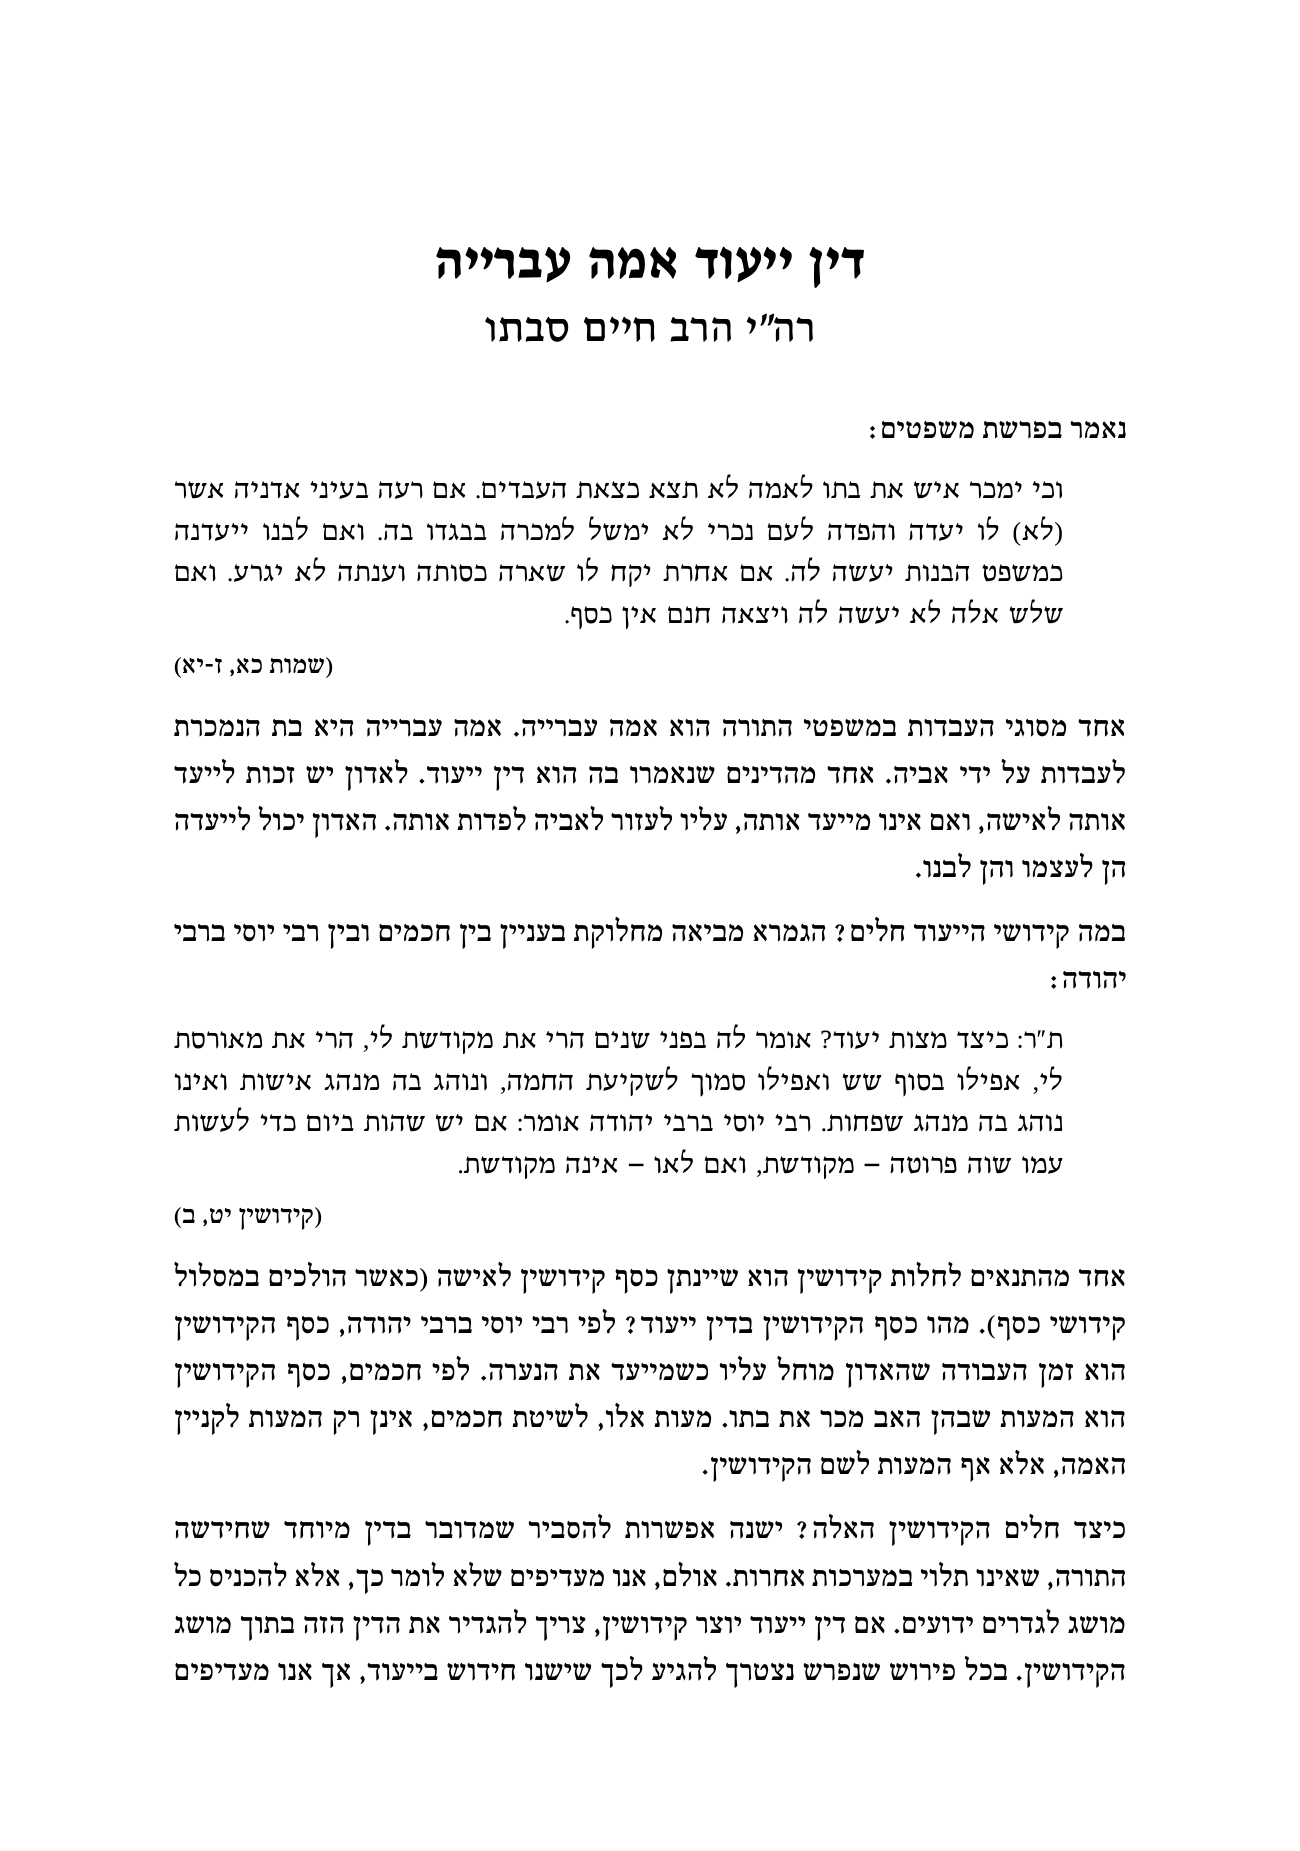 דין ייעוד אמה עברייה
רה"י הרב חיים סבתו
נאמר בפרשת משפטים:
וכי ימכר איש את בתו לאמה לא תצא כצאת העבדים. אם רעה בעיני אדניה אשר
(לא) לו יעדה והפדה לעם נכרי לא ימשל למכרה בבגדו בה. ואם לבנו ייעדנה
כמשפט הבנות יעשה לה. אם אחרת יקח לו שארה כסותה וענתה לא יגרע. ואם
שלש אלה לא יעשה לה ויצאה חנם אין כסף.
(שמות כא, ז-יא)
אחד מסוגי העבדות במשפטי התורה הוא אמה עברייה. אמה עברייה היא בת הנמכרת
לעבדות על ידי אביה. אחד מהדינים שנאמרו בה הוא דין ייעוד. לאדון יש זכות לייעד
אותה לאישה, ואם אינו מייעד אותה, עליו לעזור לאביה לפדות אותה. האדון יכול לייעדה
הן לעצמו והן לבנו.
במה קידושי הייעוד חלים? הגמרא מביאה מחלוקת בעניין בין חכמים ובין רבי יוסי ברבי
יהודה:
ת"ר: כיצד מצות יעוד? אומר לה בפני שנים הרי את מקודשת לי, הרי את מאורסת
לי, אפילו בסוף שש ואפילו סמוך לשקיעת החמה, ונוהג בה מנהג אישות ואינו
נוהג בה מנהג שפחות. רבי יוסי ברבי יהודה אומר: אם יש שהות ביום כדי לעשות
עמו שוה פרוטה – מקודשת, ואם לאו – אינה מקודשת.
(קידושין יט, ב)
אחד מהתנאים לחלות קידושין הוא שיינתן כסף קידושין לאישה (כאשר הולכים במסלול
קידושי כסף). מהו כסף הקידושין בדין ייעוד? לפי רבי יוסי ברבי יהודה, כסף הקידושין
הוא זמן העבודה שהאדון מוחל עליו כשמייעד את הנערה. לפי חכמים, כסף הקידושין
הוא המעות שבהן האב מכר את בתו. מעות אלו, לשיטת חכמים, אינן רק המעות לקניין
האמה, אלא אף המעות לשם הקידושין.
כיצד חלים הקידושין האלה? ישנה אפשרות להסביר שמדובר בדין מיוחד שחידשה
התורה, שאינו תלוי במערכות אחרות. אולם, אנו מעדיפים שלא לומר כך, אלא להכניס כל
מושג לגדרים ידועים. אם דין ייעוד יוצר קידושין, צריך להגדיר את הדין הזה בתוך מושג
הקידושין. בכל פירוש שנפרש נצטרך להגיע לכך שישנו חידוש בייעוד, אך אנו מעדיפים